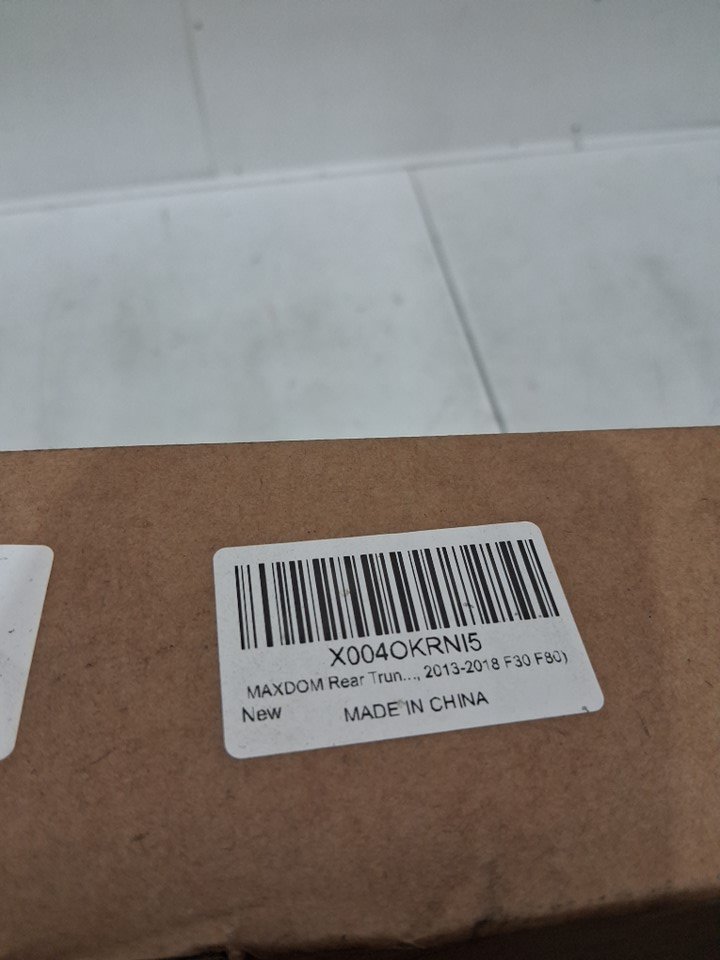 X004OKRNI5
MAXDOM Rear Trun..., 2013-2018 F30 F80)
New
MADE IN CHINA